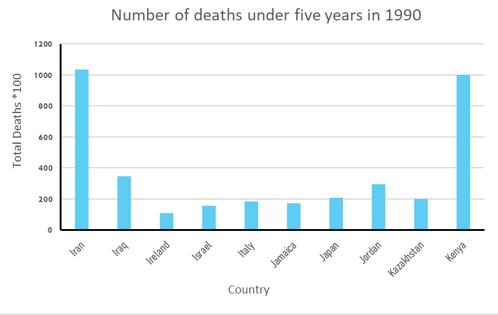 Number of deaths under five years in 1990
Total Deaths *100
1200
1000
800
600
400
200
0
Iran
Iraq
Ireland
Israel
Italy
Jamaica
Japan
Jordan
Kazakhstan
Kenya
Country